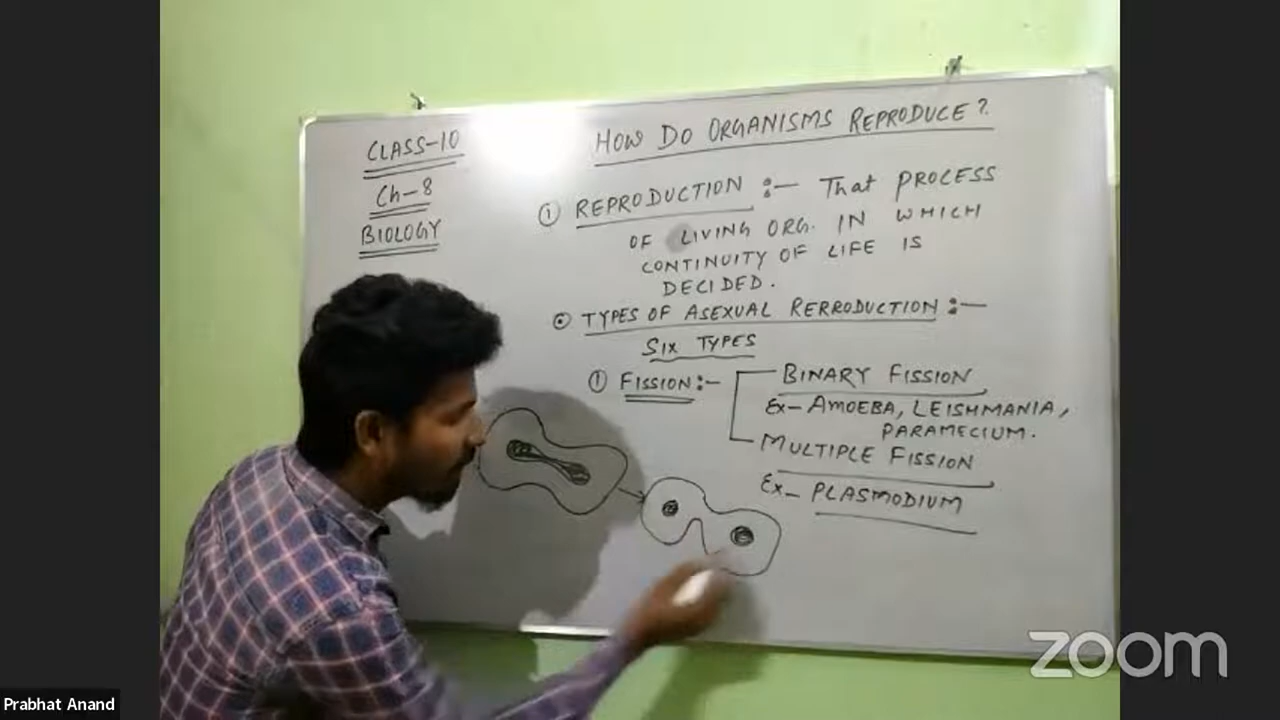 CLASS-10
Ch-8
BIOLOGY
HOW DO ORGANISMS REPRODUCE?
① REPRODUCTION :— That PROCESS
OF LIVING ORG. IN WHICH
CONTINUITY OF LIFE IS
DECIDED.
⊙ TYPES OF ASEXUAL RERRODUCTION :—
SIX TYPES
① FISSION :—
BINARY FISSION
Ex- AMOEBA, LEISHMANIA,
PARAMECIUM.
MULTIPLE FISSION
Ex- PLASMODIUM
zoom
Prabhat Anand